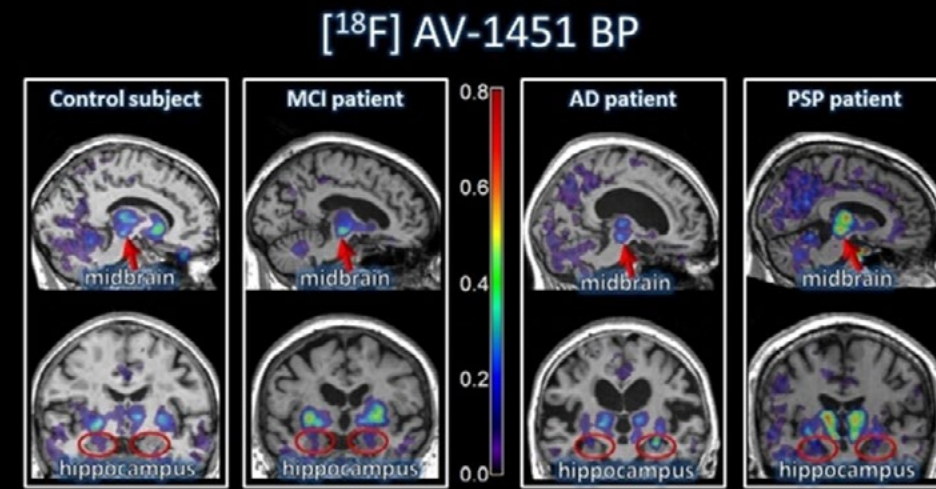 [¹⁸F] AV-1451 BP
Control subject
MCI patient
AD patient
PSP patient
0.8
0.6
0.4
0.2
0.0
midbrain
midbrain
midbrain
midbrain
hippocampus
hippocampus
hippocampus
hippocampus